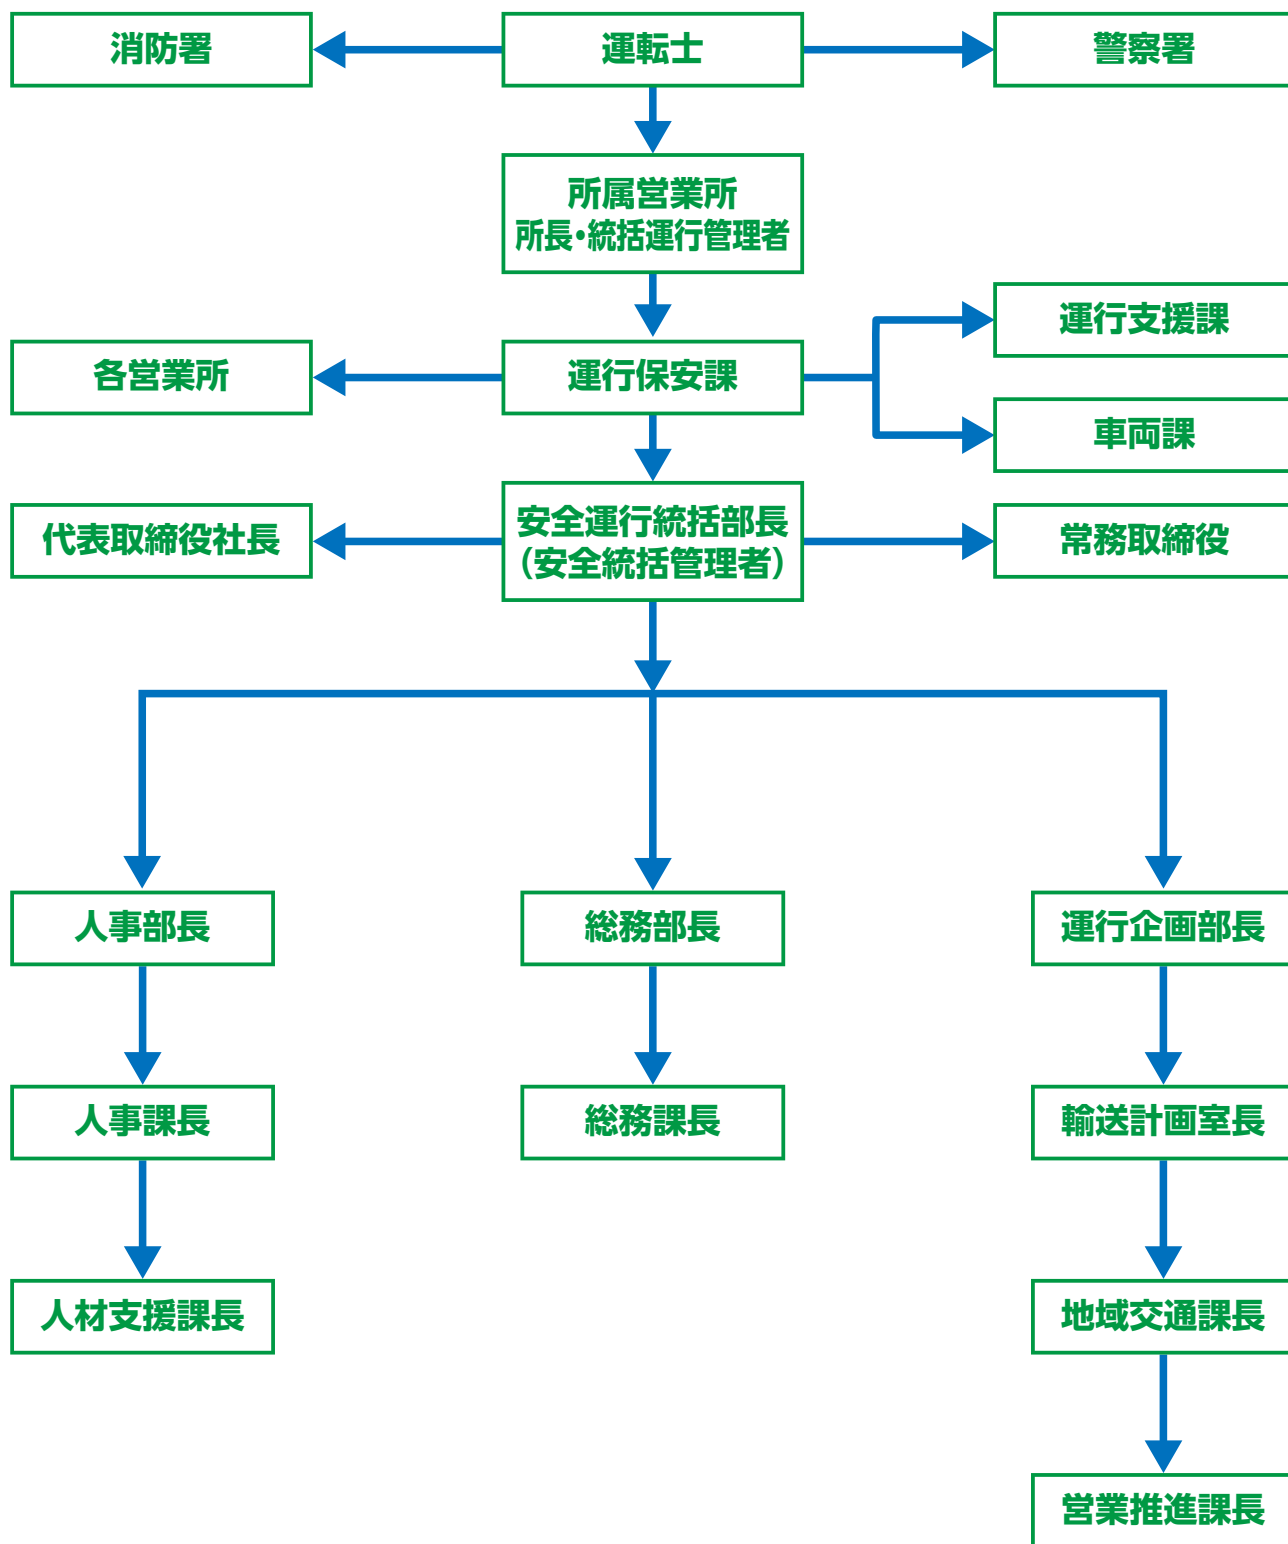 消防署
運転士
警察署
所属営業所
所長・統括運行管理者
運行支援課
各営業所
運行保安課
車両課
代表取締役社長
安全運行統括部長
（安全統括管理者）
常務取締役
人事部長
総務部長
運行企画部長
人事課長
総務課長
輸送計画室長
人材支援課長
地域交通課長
営業推進課長